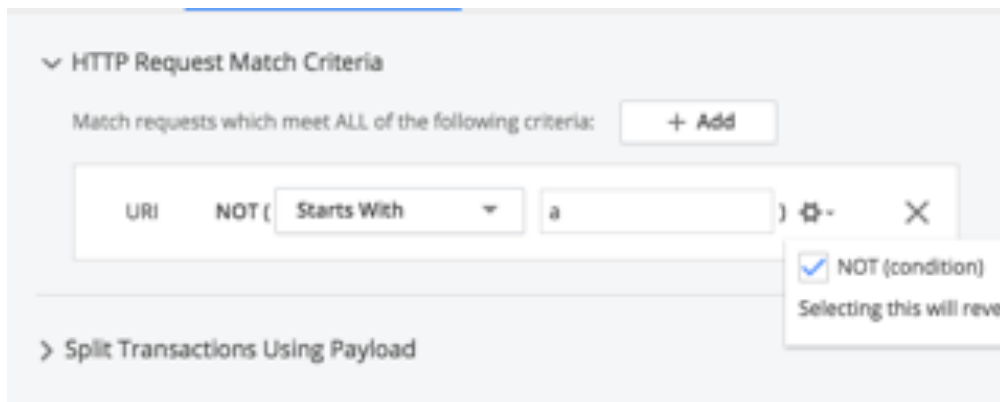 HTTP Request Match Criteria
Match requests which meet ALL of the following criteria: + Add
URI NOT ( Starts With a )
NOT (condition)
Selecting this will reve
Split Transactions Using Payload